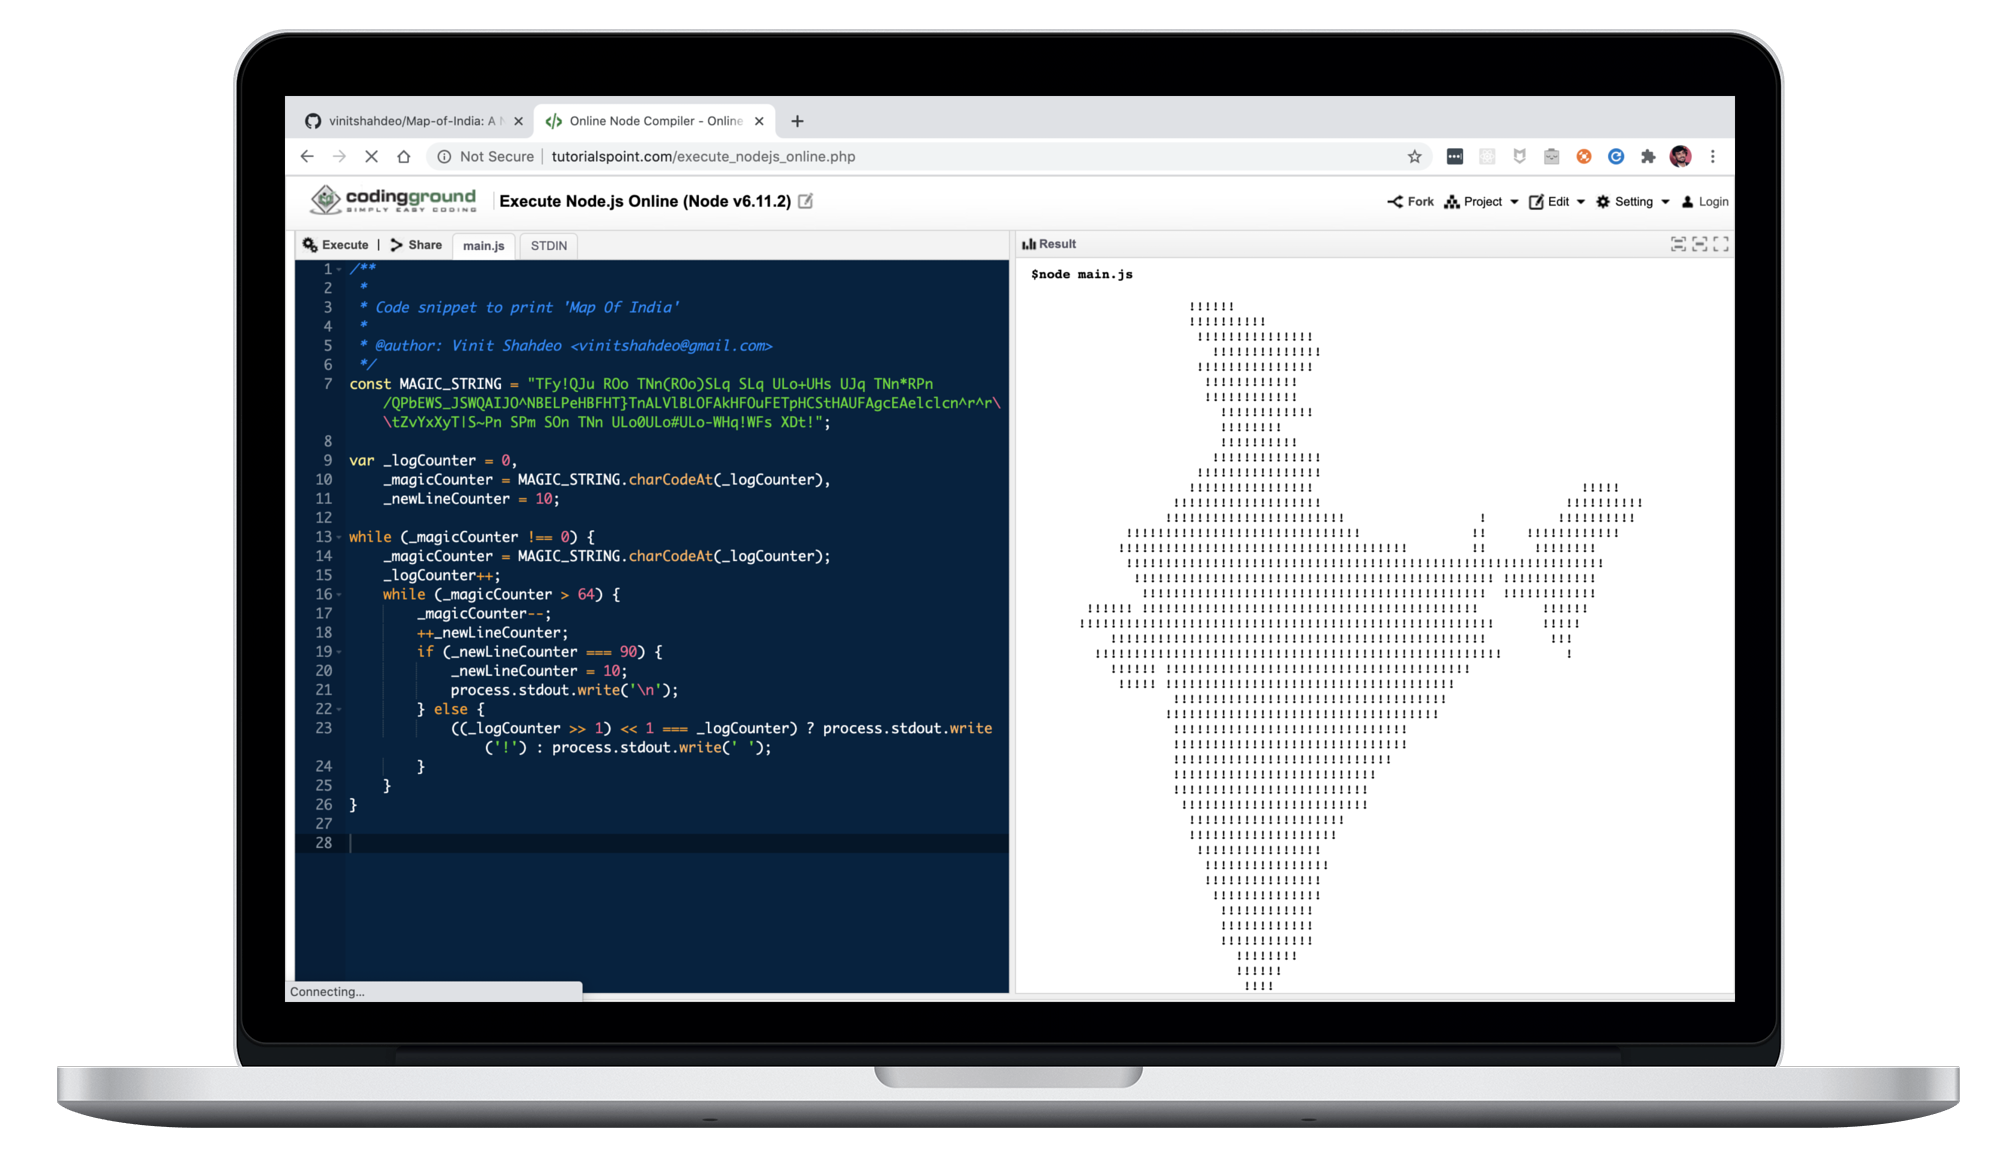 vinitshahdeo/Map-of-India: A N
Online Node Compiler - Online
Not Secure | tutorialspoint.com/execute_nodejs_online.php
codingground
SIMPLY EASY CODING
Execute Node.js Online (Node v6.11.2)
Fork Project Edit Setting Login
Execute | Share main.js STDIN
Result
1 /**
2 *
3 * Code snippet to print 'Map Of India'
4 *
5 * @author: Vinit Shahdeo <vinitshahdeo@gmail.com>
6 */
7 const MAGIC_STRING = "TFy!QJu ROo TNn(ROo)SLq SLq ULo+UHs UJq TNn*RPn
/QPbEWS_JSWQAIJO^NBELPeHBFHT}TnALVlBLOFAkHFOuFETpHCStHAUFAgcEAelclcn^r^r\
\tZvYxXyT|S~Pn SPm SOn TNn ULo0ULo#ULo-WHq!WFs XDt!";
8
9 var _logCounter = 0,
10 _magicCounter = MAGIC_STRING.charCodeAt(_logCounter),
11 _newLineCounter = 10;
12
13 while (_magicCounter !== 0) {
14 _magicCounter = MAGIC_STRING.charCodeAt(_logCounter);
15 _logCounter++;
16 while (_magicCounter > 64) {
17 _magicCounter--;
18 ++_newLineCounter;
19 if (_newLineCounter === 90) {
20 _newLineCounter = 10;
21 process.stdout.write('\n');
22 } else {
23 ((_logCounter >> 1) << 1 === _logCounter) ? process.stdout.write
('!') : process.stdout.write(' ');
24 }
25 }
26 }
27
28
$node main.js
Connecting...